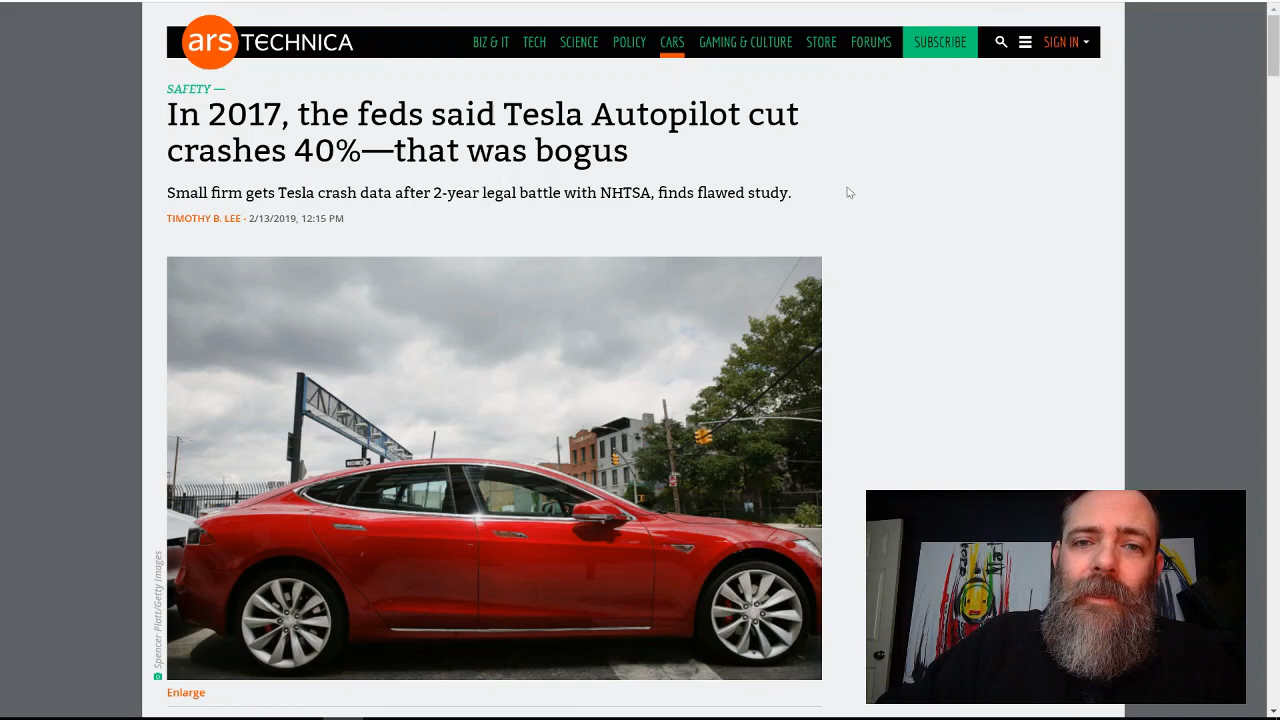 ars TECHNICA
BIZ & IT TECH SCIENCE POLICY CARS GAMING & CULTURE STORE FORUMS SUBSCRIBE SIGN IN
SAFETY —
In 2017, the feds said Tesla Autopilot cut
crashes 40%—that was bogus
Small firm gets Tesla crash data after 2-year legal battle with NHTSA, finds flawed study.
TIMOTHY B. LEE - 2/13/2019, 12:15 PM
Spencer Platt/Getty Images
Enlarge